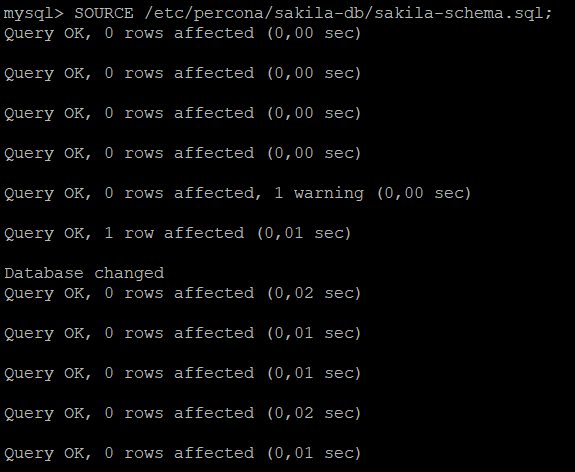 mysql> SOURCE /etc/percona/sakila-db/sakila-schema.sql;
Query OK, 0 rows affected (0,00 sec)
Query OK, 0 rows affected (0,00 sec)
Query OK, 0 rows affected (0,00 sec)
Query OK, 0 rows affected (0,00 sec)
Query OK, 0 rows affected, 1 warning (0,00 sec)
Query OK, 1 row affected (0,01 sec)
Database changed
Query OK, 0 rows affected (0,02 sec)
Query OK, 0 rows affected (0,01 sec)
Query OK, 0 rows affected (0,01 sec)
Query OK, 0 rows affected (0,02 sec)
Query OK, 0 rows affected (0,01 sec)